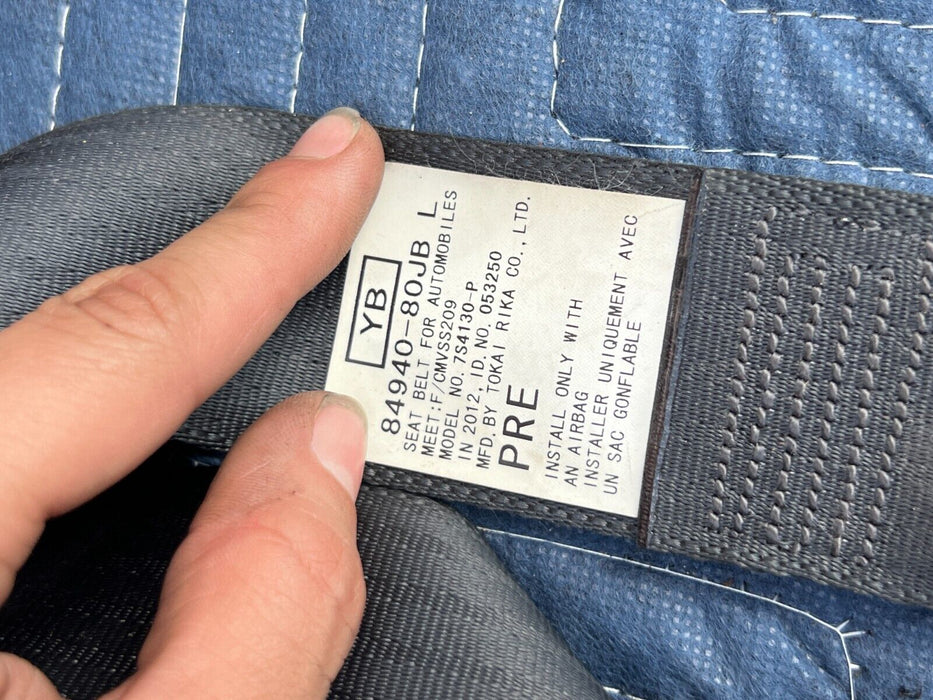 YB
84940-80JB L
SEAT BELT FOR AUTOMOBILES
MEET:F/CMVSS209
MODEL NO. 7S4130-P
IN 2012, ID. NO. 053250
MFD. BY TOKAI RIKA CO., LTD.
PRE
INSTALL ONLY WITH
AN AIRBAG
INSTALLER UNIQUEMENT AVEC
UN SAC GONFLABLE